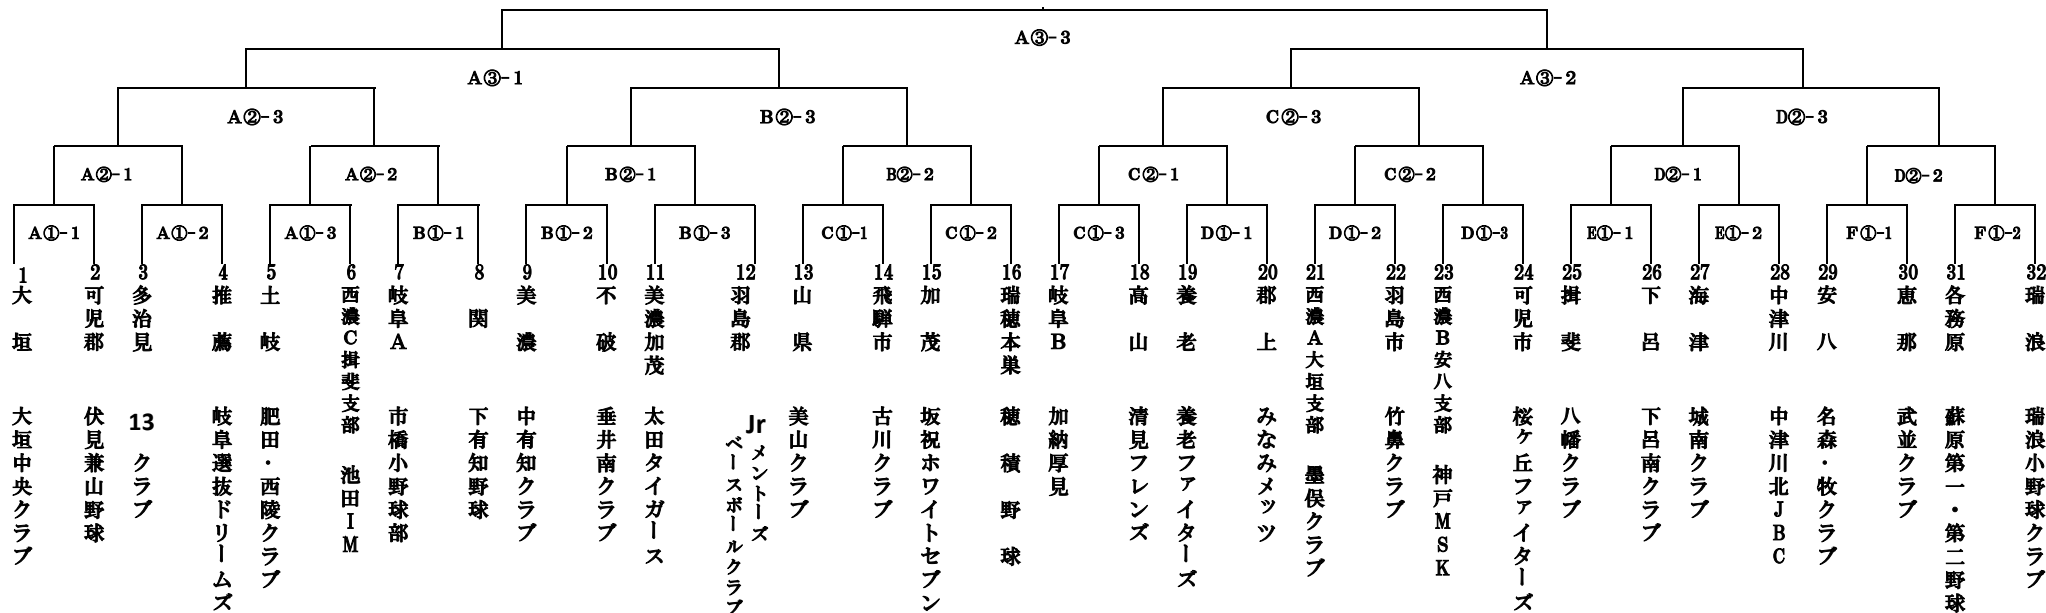 A③-3
A③-1
A③-2
A②-3
B②-3
C②-3
D②-3
A②-1
A②-2
B②-1
B②-2
C②-1
C②-2
D②-1
D②-2
A①-1
A①-2
A①-3
B①-1
B①-2
B①-3
C①-1
C①-2
C①-3
D①-1
D①-2
D①-3
E①-1
E①-2
F①-1
F①-2
1 大垣 大垣中央クラブ
2 可児郡 伏見兼山野球
3 多治見 13クラブ
4 推薦 岐阜選抜ドリームズ
5 土岐 肥田・西陵クラブ
6 西濃C揖斐支部 池田IM
7 岐阜A 市橋小野球部
8 関 下有知野球
9 美濃 中有知クラブ
10 不破 垂井南クラブ
11 美濃加茂 太田タイガース
12 羽島郡 Jrメントーズ
ベースボールクラブ
13 山県 美山クラブ
14 飛騨市 古川クラブ
15 加茂 坂祝ホワイトセブン
16 瑞穂本巣 穂積野球
17 岐阜B 加納厚見
18 高山 清見フレンズ
19 養老 養老ファイターズ
20 郡上 みなみメッツ
21 西濃A大垣支部 墨俣クラブ
22 羽島市 竹鼻クラブ
23 西濃B安八支部 神戸MSK
24 可児市 桜ケ丘ファイターズ
25 揖斐 八幡クラブ
26 下呂 下呂南クラブ
27 海津 城南クラブ
28 中津川 中津川北JBC
29 安八 名森・牧クラブ
30 恵那 武並クラブ
31 各務原 蘇原第一・第二野球
32 瑞浪 瑞浪小野球クラブ